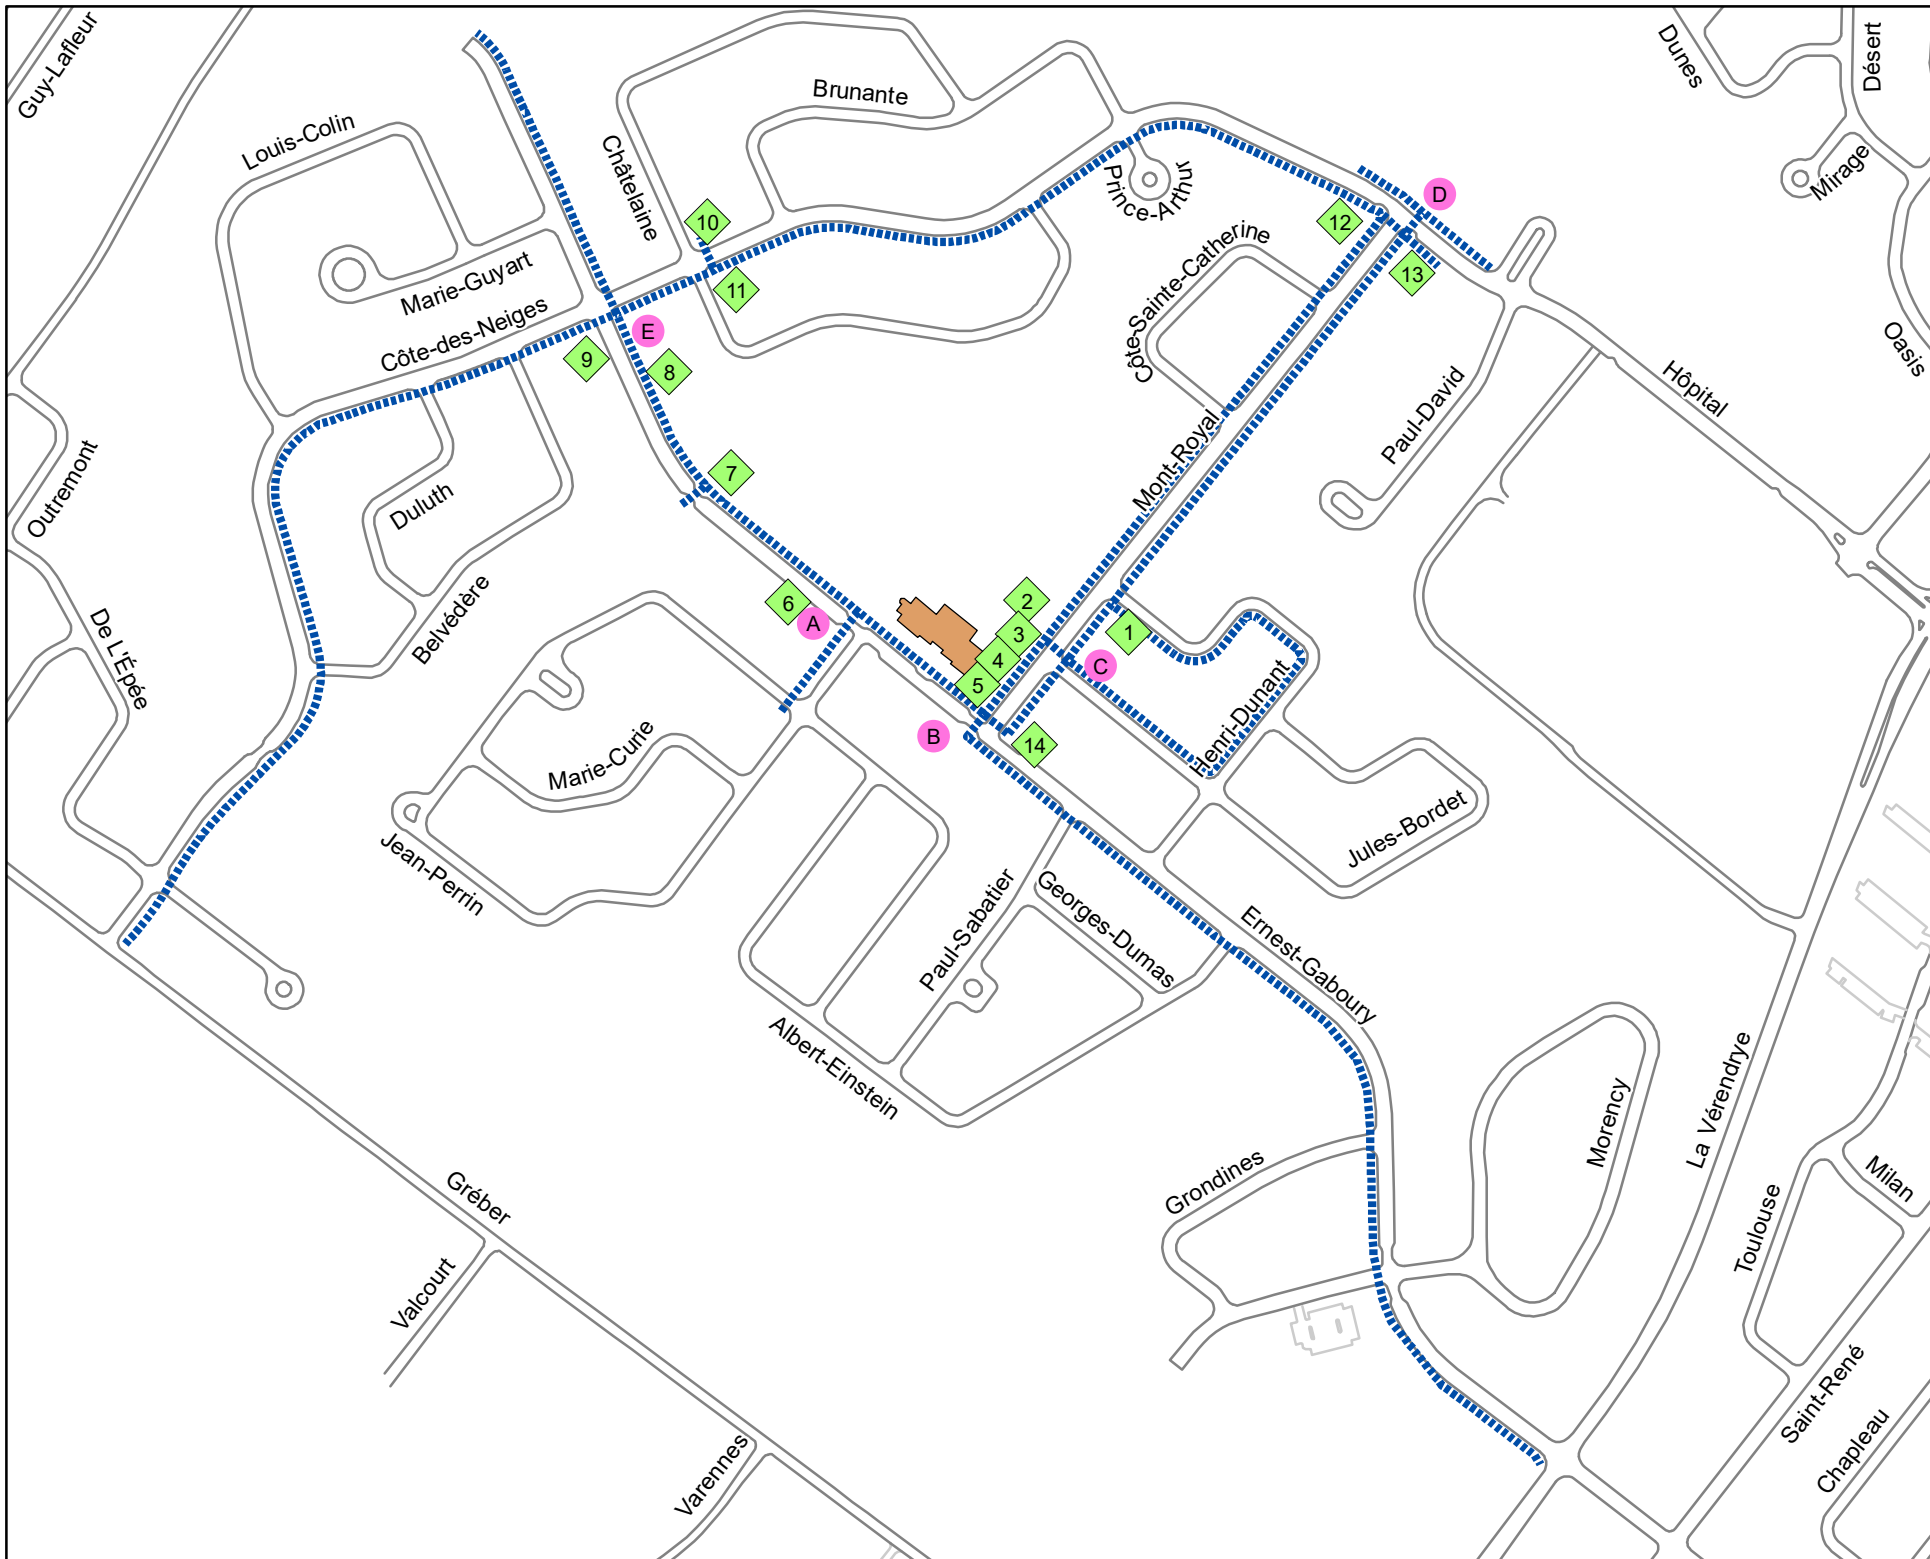 Guy-Lafleur
Dunes
Désert
Brunante
Louis-Colin
Châtelaine
Mirage
Prince-Arthur
D
10
12
Côte-Sainte-Catherine
Marie-Guyart
13
11
Côte-des-Neiges
E
Oasis
9
8
Hôpital
Paul-David
Mont-Royal
7
Outremont
Duluth
Belvédère
De L'Épée
6
A
2
3
1
4
C
5
Henri-Dunant
B
14
Marie-Curie
Jules-Bordet
Jean-Perrin
Paul-Sabatier
Georges-Dumas
Ernest-Gaboury
Albert-Einstein
La Vérendrye
Morency
Grondines
Milan
Toulouse
Gréber
Valcourt
Saint-René
Chapleau
Varennes